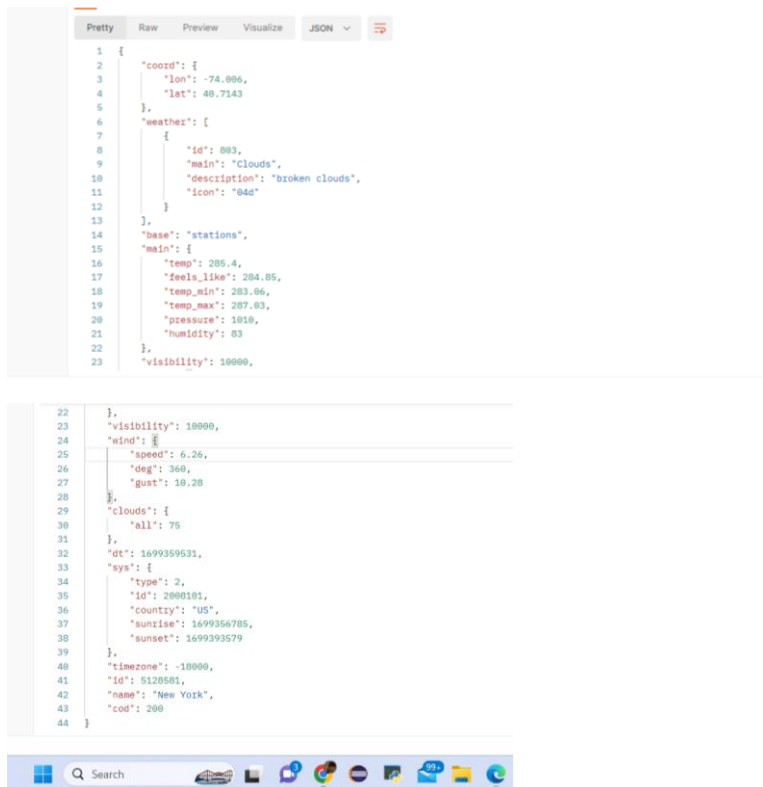 Pretty Raw Preview Visualize JSON
1 {
2 "coord": {
3 "lon": -74.006,
4 "lat": 40.7143
5 },
6 "weather": [
7 {
8 "id": 803,
9 "main": "Clouds",
10 "description": "broken clouds",
11 "icon": "04d"
12 }
13 ],
14 "base": "stations",
15 "main": {
16 "temp": 285.4,
17 "feels_like": 284.85,
18 "temp_min": 283.06,
19 "temp_max": 287.03,
20 "pressure": 1010,
21 "humidity": 83
22 },
23 "visibility": 10000,
22 },
23 "visibility": 10000,
24 "wind": {
25 "speed": 6.26,
26 "deg": 360,
27 "gust": 10.28
28 },
29 "clouds": {
30 "all": 75
31 },
32 "dt": 1699359531,
33 "sys": {
34 "type": 2,
35 "id": 2008101,
36 "country": "US",
37 "sunrise": 1699356785,
38 "sunset": 1699393579
39 },
40 "timezone": -18000,
41 "id": 5128581,
42 "name": "New York",
43 "cod": 200
44 }
Search 3 99+